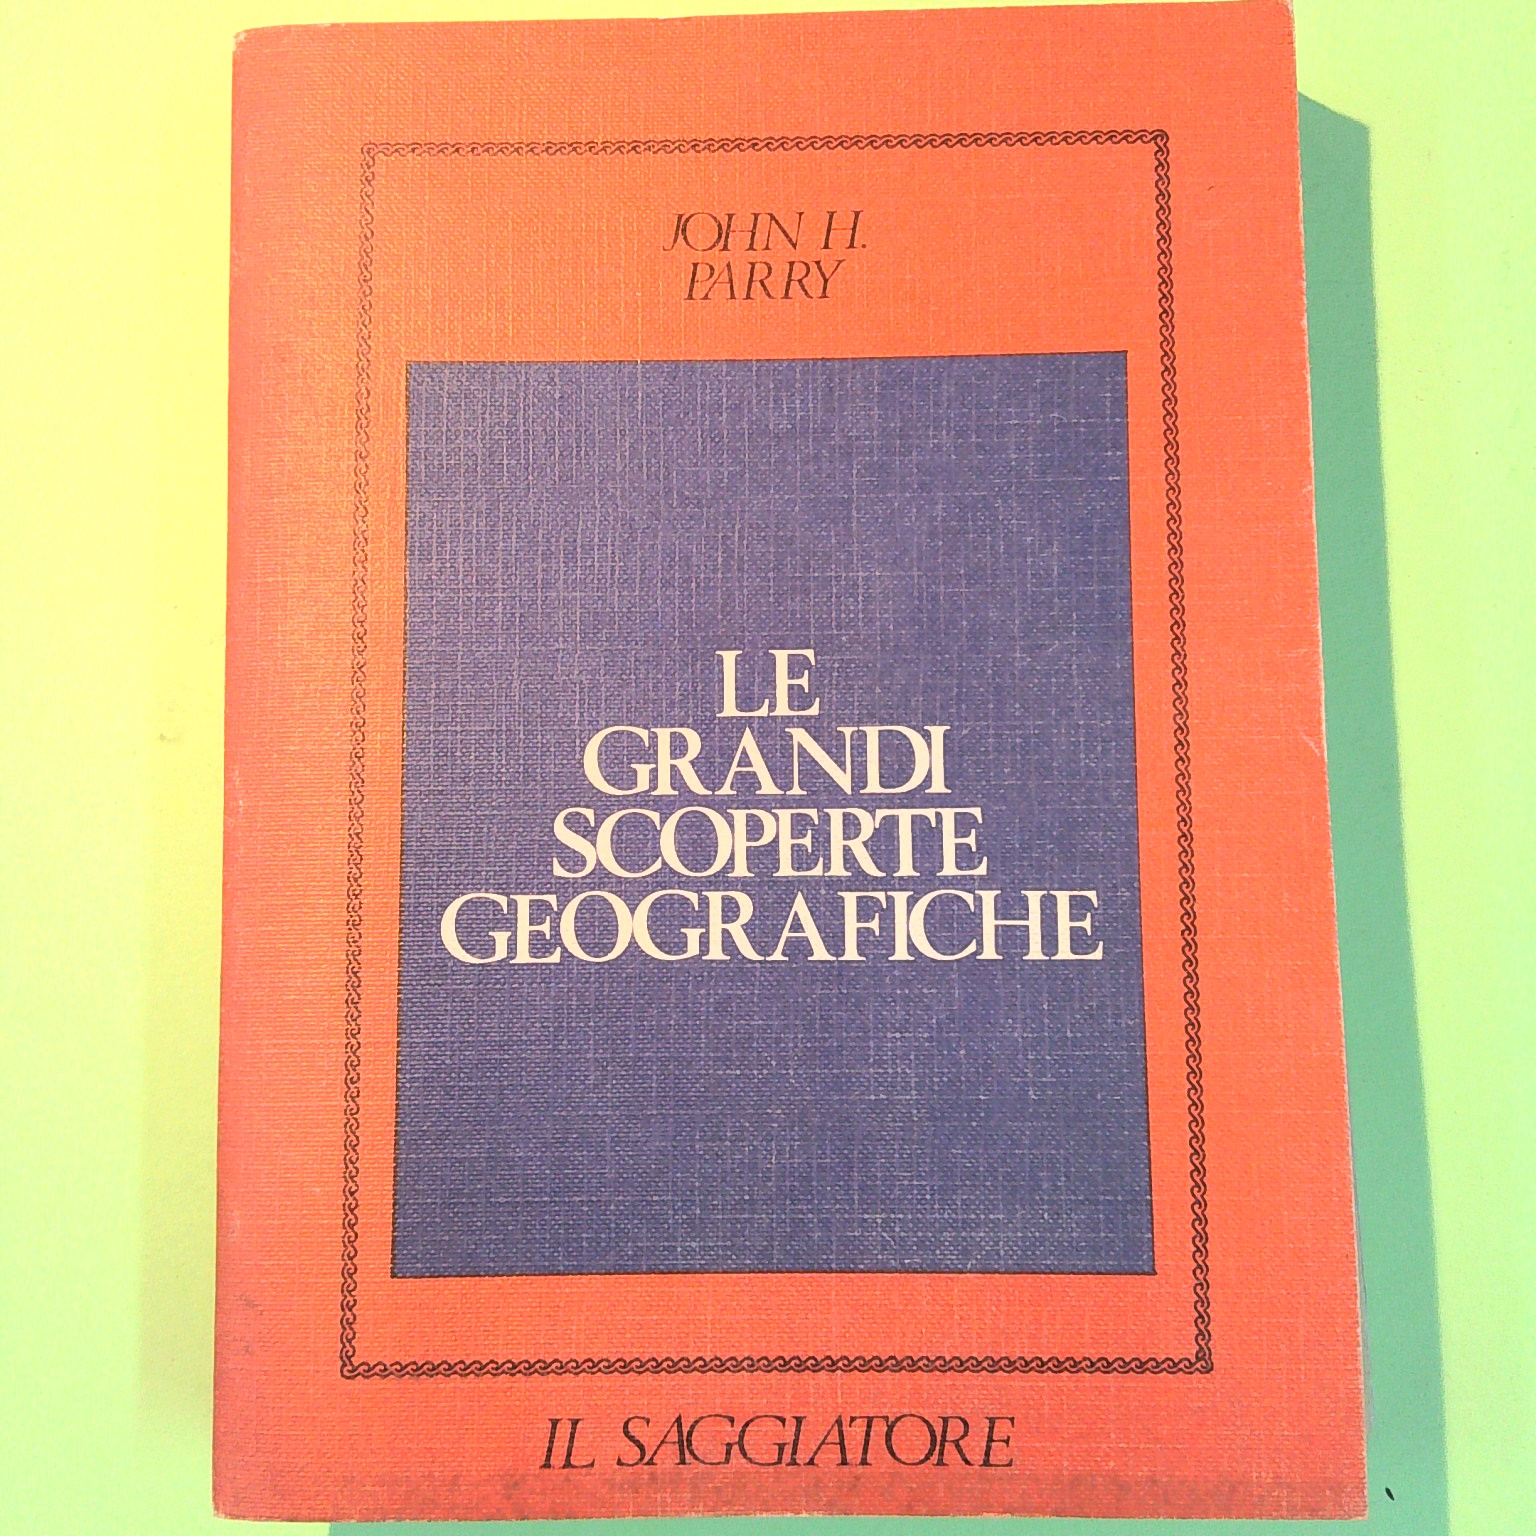 JOHN H.
PARRY
LE
GRANDI
SCOPERTE
GEOGRAFICHE
IL SAGGIATORE